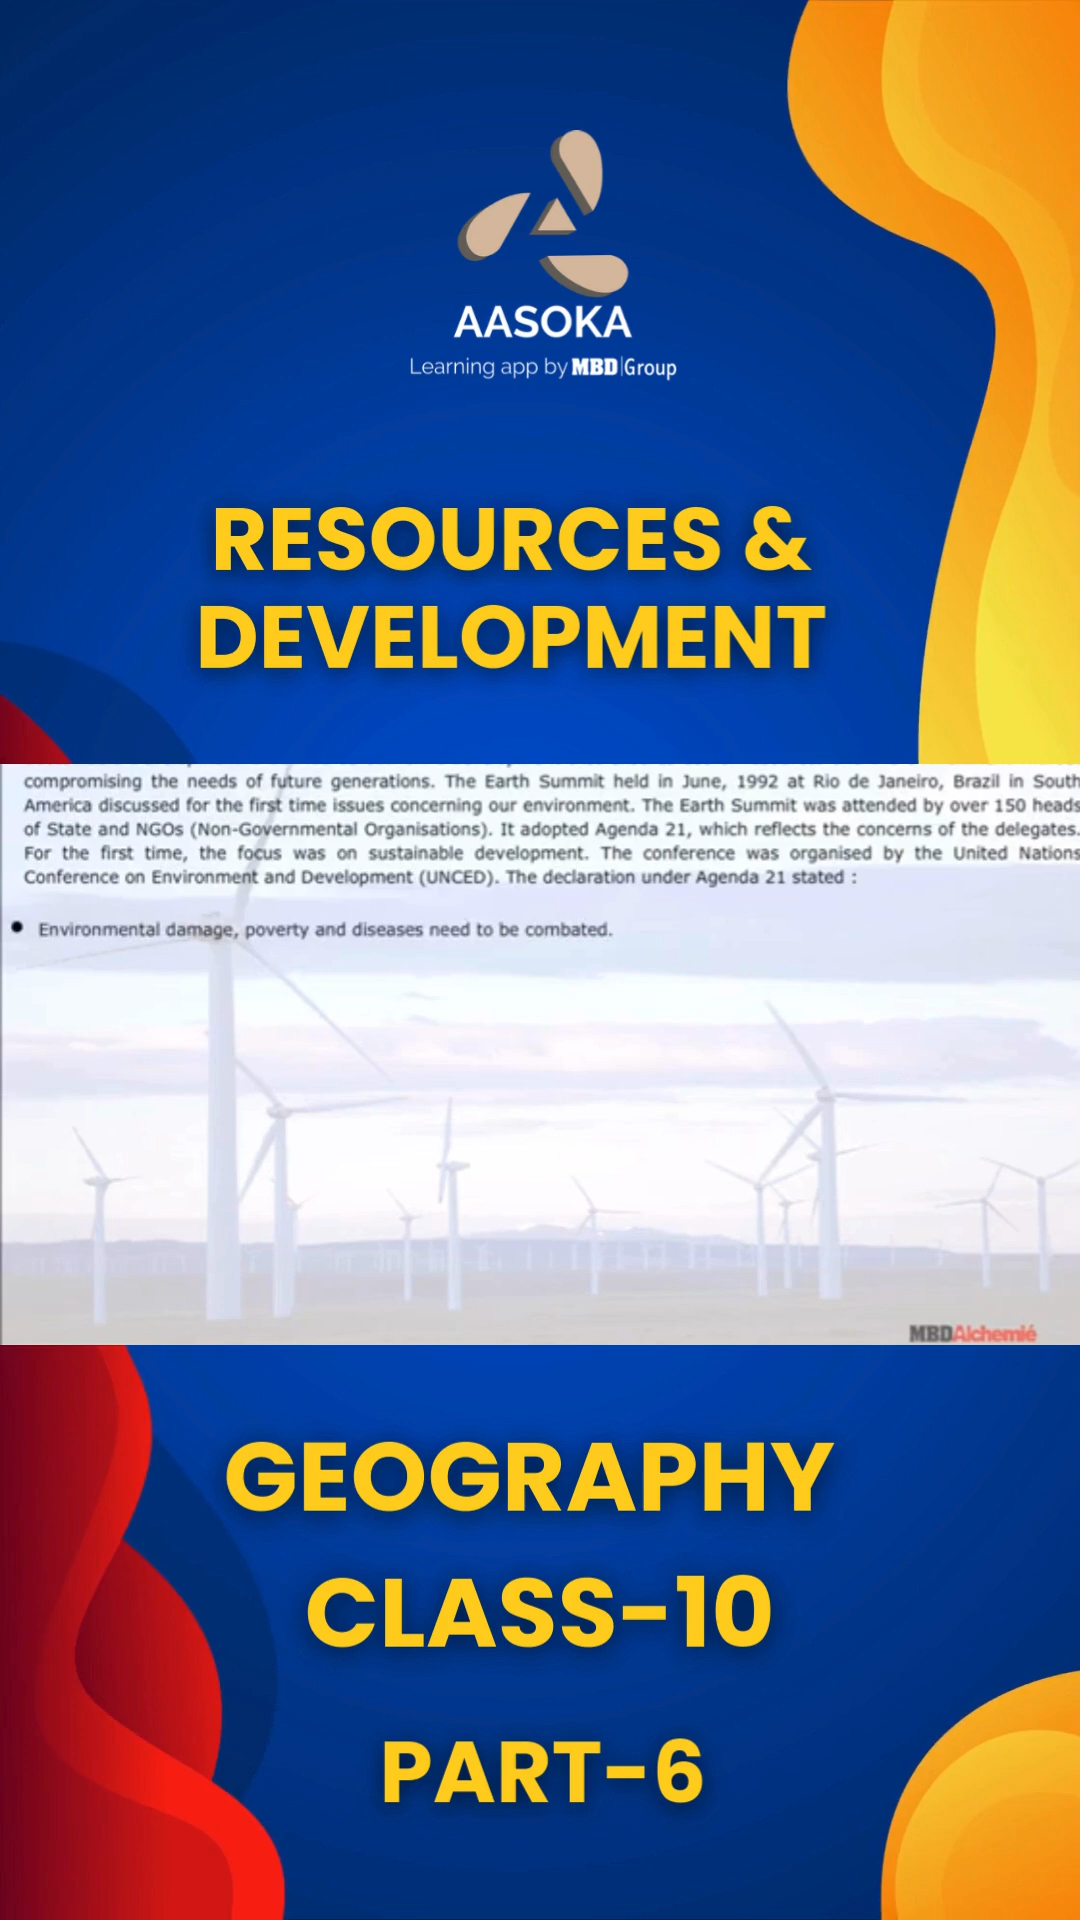 AASOKA
Learning app by MBD|Group
RESOURCES &
DEVELOPMENT
compromising the needs of future generations. The Earth Summit held in June, 1992 at Rio de Janeiro, Brazil in South
America discussed for the first time issues concerning our environment. The Earth Summit was attended by over 150 heads
of State and NGOs (Non-Governmental Organisations). It adopted Agenda 21, which reflects the concerns of the delegates.
For the first time, the focus was on sustainable development. The conference was organised by the United Nations
Conference on Environment and Development (UNCED). The declaration under Agenda 21 stated :
• Environmental damage, poverty and diseases need to be combated.
MBDAlchemié
GEOGRAPHY
CLASS-10
PART-6